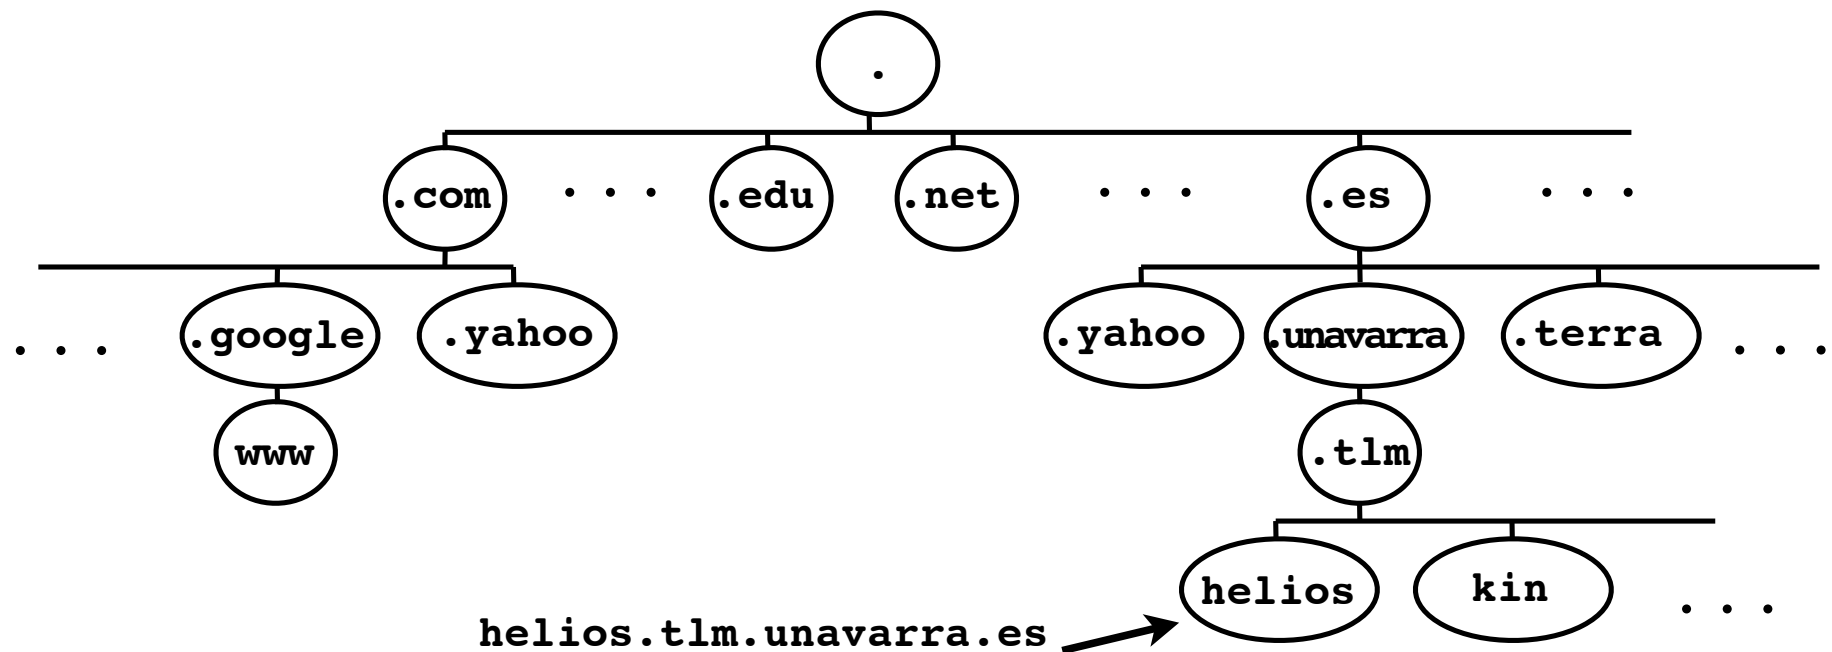 .
.com . . . .edu .net . . . .es . . .
. . . .google .yahoo .yahoo .unavarra .terra . . .
www .tlm
helios kin . . .
helios.tlm.unavarra.es